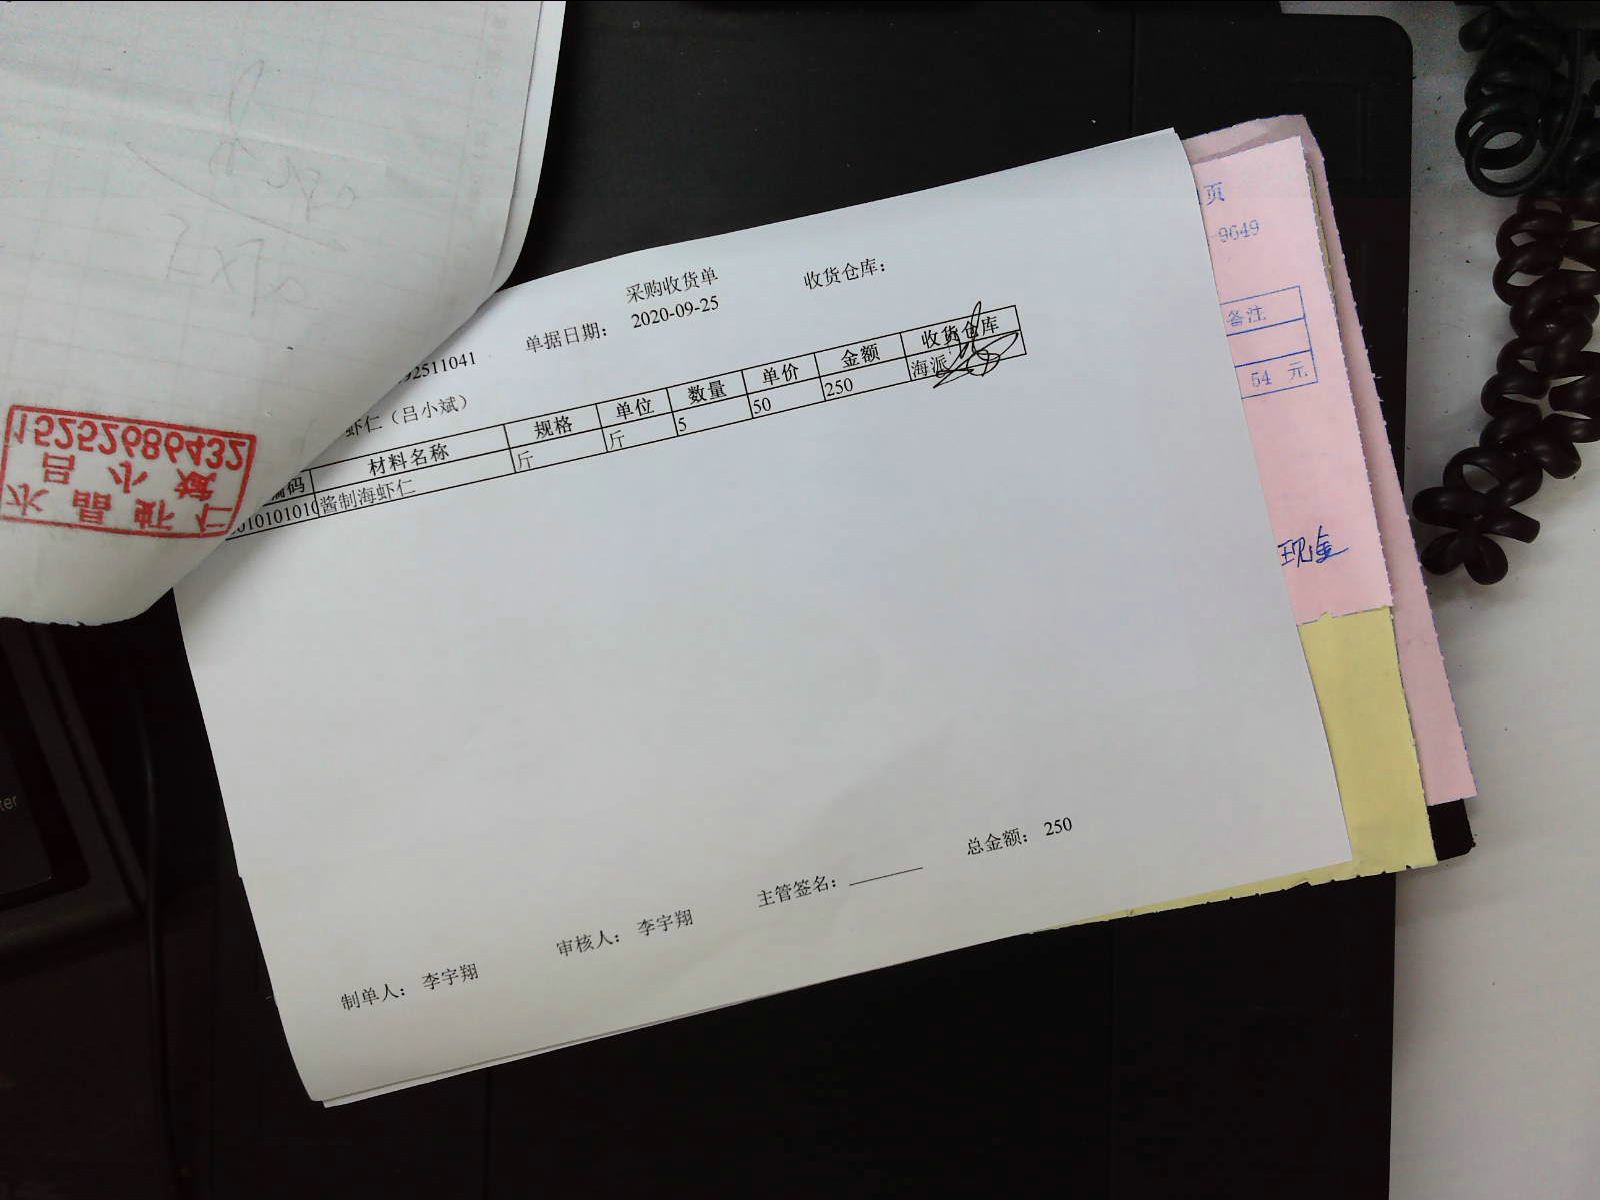 采购收货单
收货仓库：
92511041
单据日期： 2020-09-25
虾仁（吕小斌）
编码 材料名称 规格 单位 数量 单价 金额 收货仓库
010101010 酱制海虾仁 斤 斤 5 50 250 海派
总金额： 250
主管签名：
审核人： 李宇翔
制单人： 李宇翔
页
9649
备注
54 元
现金
15252686432
吕小斌
水晶